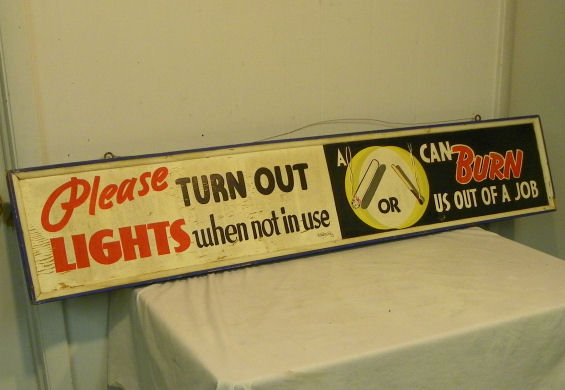 Please TURN OUT
LIGHTS when not in use
A OR CAN BURN
US OUT OF A JOB